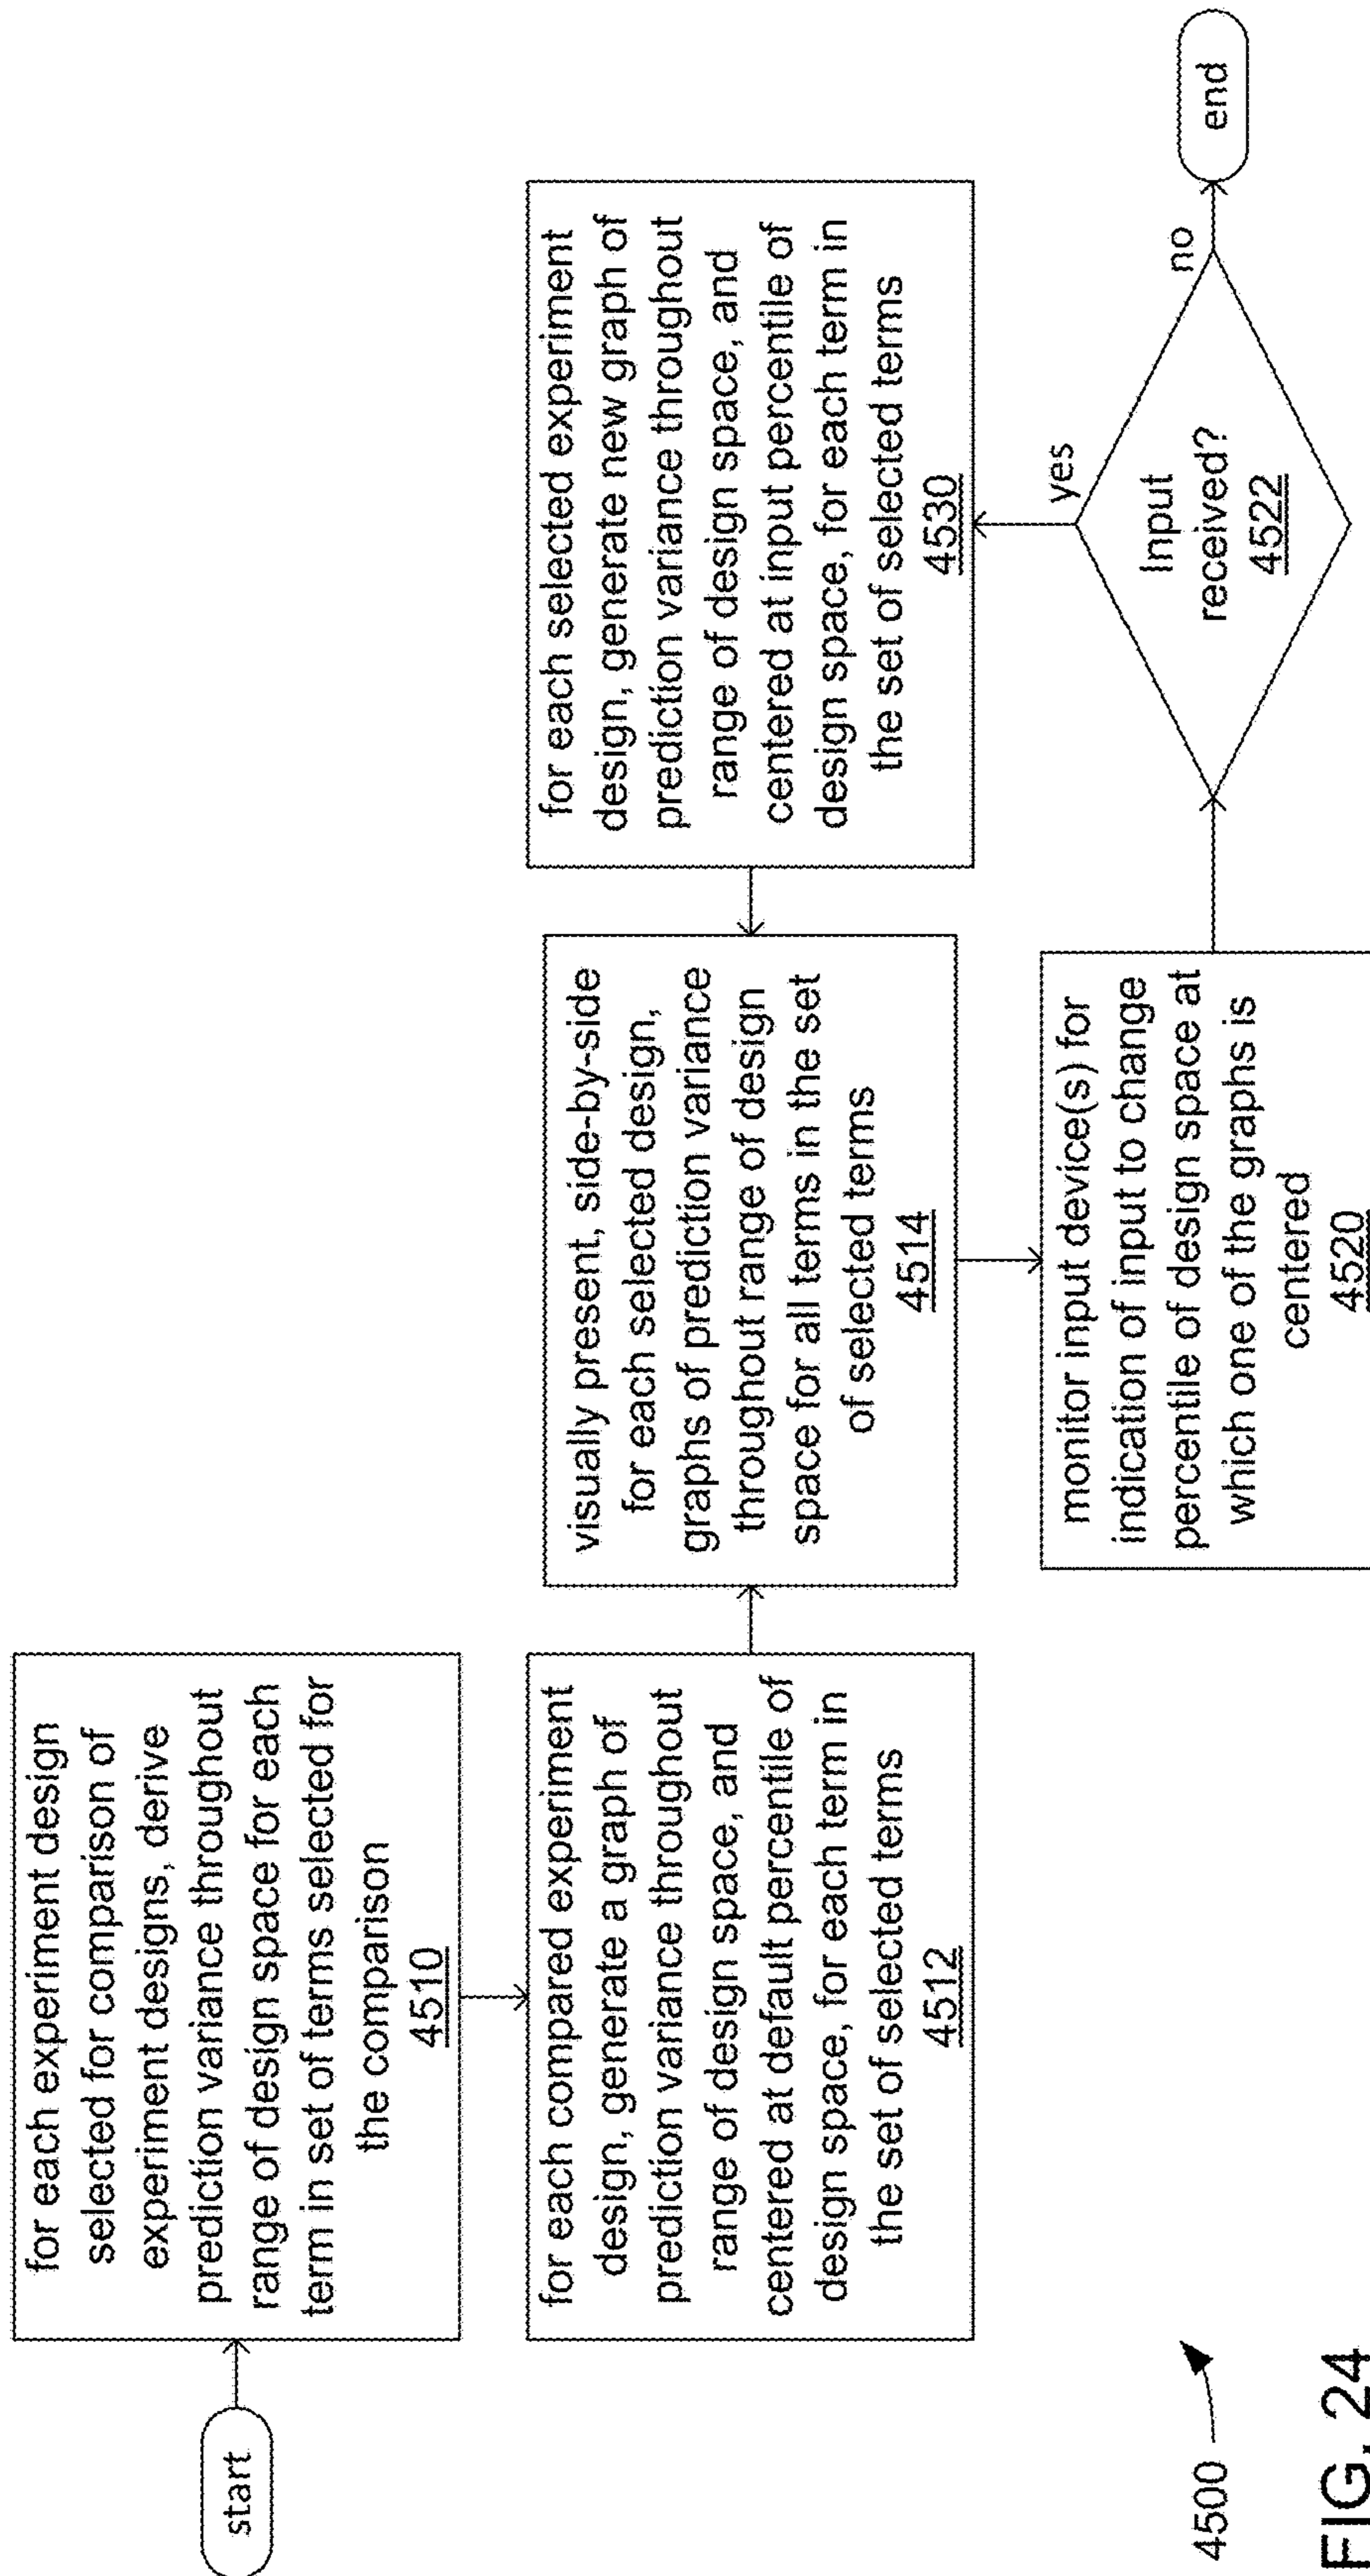 start
for each experiment design
selected for comparison of
experiment designs, derive
prediction variance throughout
range of design space for each
term in set of terms selected for
the comparison
4510
for each compared experiment
design, generate a graph of
prediction variance throughout
range of design space, and
centered at default percentile of
design space, for each term in
the set of selected terms
4512
visually present, side-by-side
for each selected design,
graphs of prediction variance
throughout range of design
space for all terms in the set
of selected terms
4514
for each selected experiment
design, generate new graph of
prediction variance throughout
range of design space, and
centered at input percentile of
design space, for each term in
the set of selected terms
4530
monitor input device(s) for
indication of input to change
percentile of design space at
which one of the graphs is
centered
4520
yes
Input
received?
4522
no
end
4500
FIG. 24